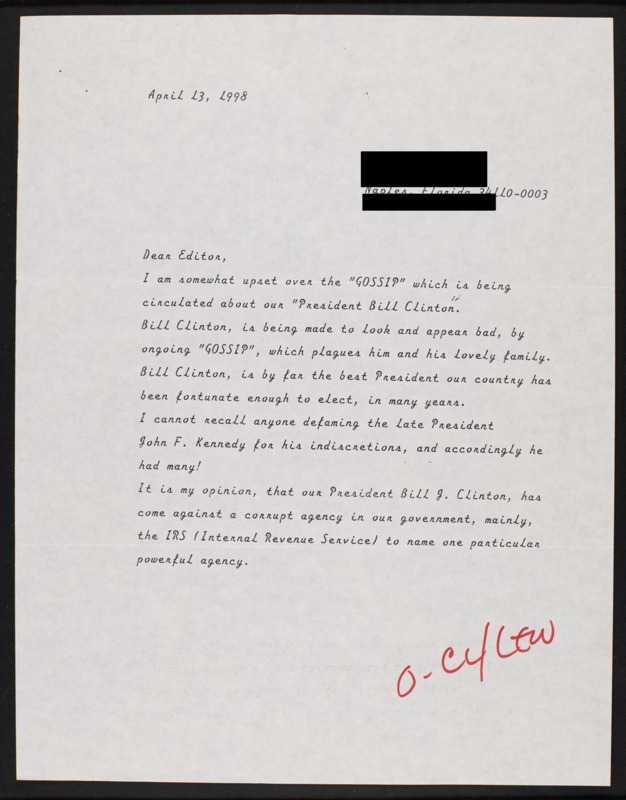 April 13, 1998
Naples, Florida 34110-0003
Dear Editor,
I am somewhat upset over the "GOSSIP" which is being
circulated about our "President Bill Clinton."
Bill Clinton, is being made to look and appear bad, by
ongoing "GOSSIP", which plagues him and his lovely family.
Bill Clinton, is by far the best President our country has
been fortunate enough to elect, in many years.
I cannot recall anyone defaming the late President
John F. Kennedy for his indiscretions, and accordingly he
had many!
It is my opinion, that our President Bill J. Clinton, has
come against a corrupt agency in our government, mainly,
the IRS (Internal Revenue Service) to name one particular
powerful agency.